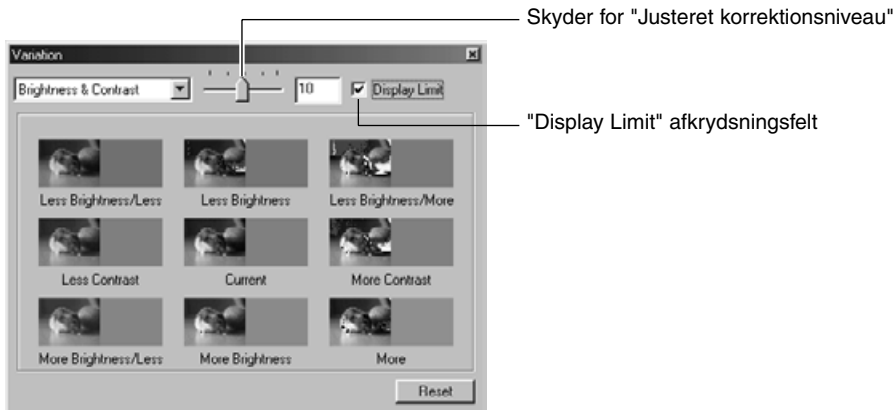 Skyder for "Justeret korrektionsniveau"
Variation
Brightness & Contrast
10
Display Limit
"Display Limit" afkrydsningsfelt
Less Brightness/Less
Less Brightness
Less Brightness/More
Less Contrast
Current
More Contrast
More Brightness/Less
More Brightness
More
Reset